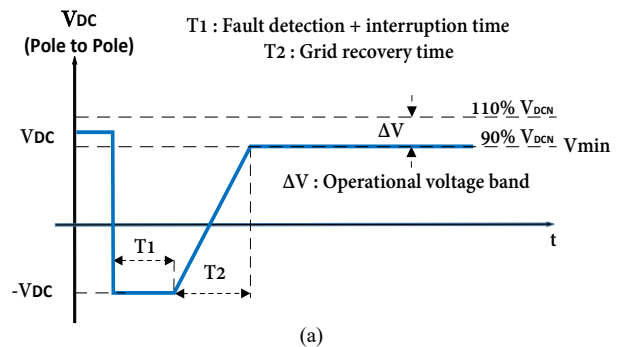 VDC
(Pole to Pole)
T1 : Fault detection + interruption time
T2 : Grid recovery time
110% VDCN
VDC
ΔV
90% VDCN
Vmin
ΔV : Operational voltage band
t
T1
T2
-VDC
(a)